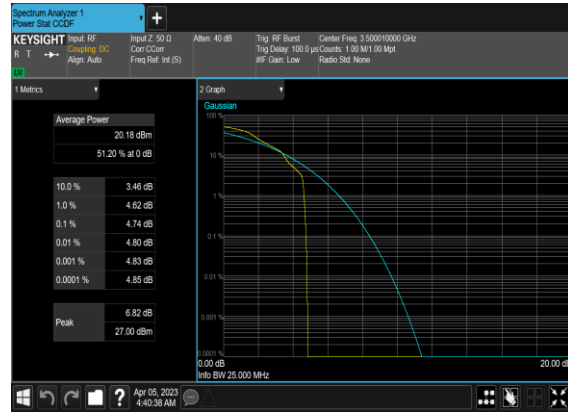 Spectrum Analyzer 1
Power Stat CCDF
+
KEYSIGHT
R T
LW
Input: RF
Coupling: DC
Align: Auto
Input Z: 50 Ω
Corr CCorr
Freq Ref: Int (S)
Atten: 40 dB
Trig: RF Burst
Trig Delay: 100.0 µs
#IF Gain: Low
Center Freq: 3.500010000 GHz
Counts: 1.00 M/1.00 Mpt
Radio Std: None
1 Metrics
Average Power
20.18 dBm
51.20 % at 0 dB
10.0 % 3.46 dB
1.0 % 4.62 dB
0.1 % 4.74 dB
0.01 % 4.80 dB
0.001 % 4.83 dB
0.0001 % 4.85 dB
Peak
6.82 dB
27.00 dBm
2 Graph
Gaussian
100 %
10 %
1 %
0.1 %
0.01 %
0.001 %
0.0001 %
0.00 dB 20.00 dB
Info BW 25.000 MHz
?
Apr 05, 2023
4:40:38 AM